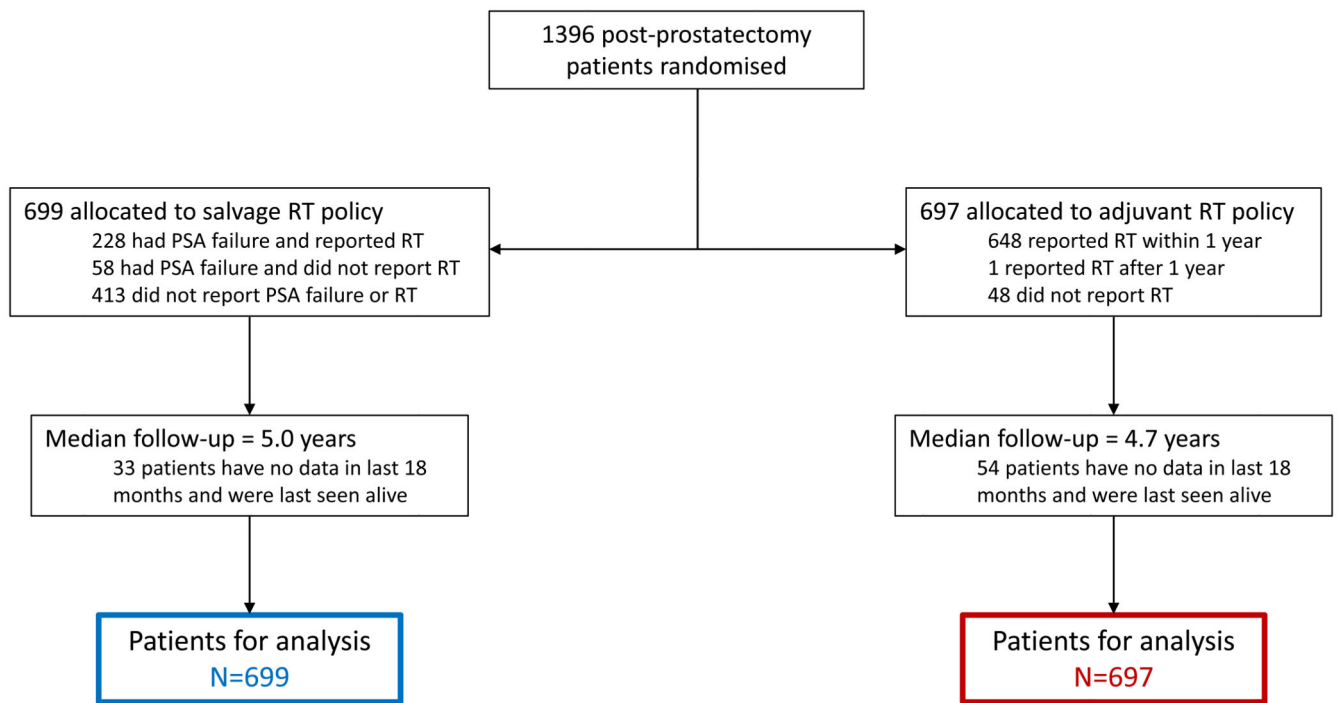 1396 post-prostatectomy
patients randomised
699 allocated to salvage RT policy
228 had PSA failure and reported RT
58 had PSA failure and did not report RT
413 did not report PSA failure or RT
697 allocated to adjuvant RT policy
648 reported RT within 1 year
1 reported RT after 1 year
48 did not report RT
Median follow-up = 5.0 years
33 patients have no data in last 18
months and were last seen alive
Median follow-up = 4.7 years
54 patients have no data in last 18
months and were last seen alive
Patients for analysis
N=699
Patients for analysis
N=697